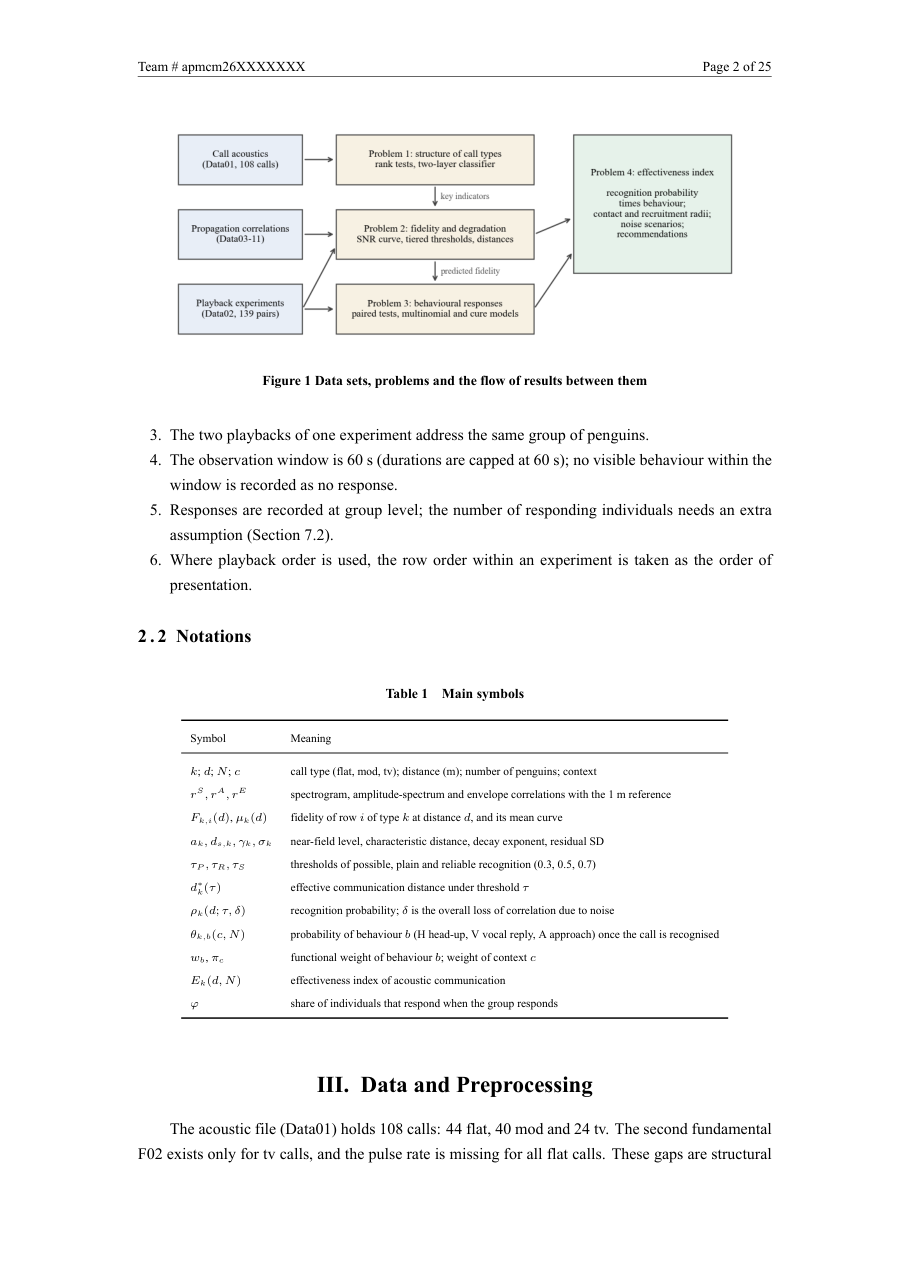 Team # apmcm26XXXXXXX Page 2 of 25
Call acoustics
(Data01, 108 calls)
Problem 1: structure of call types
rank tests, two-layer classifier
key indicators
Propagation correlations
(Data03-11)
Problem 2: fidelity and degradation
SNR curve, tiered thresholds, distances
predicted fidelity
Playback experiments
(Data02, 139 pairs)
Problem 3: behavioural responses
paired tests, multinomial and cure models
Problem 4: effectiveness index
recognition probability
times behaviour;
contact and recruitment radii;
noise scenarios;
recommendations
Figure 1 Data sets, problems and the flow of results between them
3. The two playbacks of one experiment address the same group of penguins.
4. The observation window is 60 s (durations are capped at 60 s); no visible behaviour within the
window is recorded as no response.
5. Responses are recorded at group level; the number of responding individuals needs an extra
assumption (Section 7.2).
6. Where playback order is used, the row order within an experiment is taken as the order of
presentation.
2.2 Notations
Table 1 Main symbols
Symbol Meaning
k; d; N; c call type (flat, mod, tv); distance (m); number of penguins; context
r^S, r^A, r^E spectrogram, amplitude-spectrum and envelope correlations with the 1 m reference
F_{k,i}(d), μ_k(d) fidelity of row i of type k at distance d, and its mean curve
a_k, d_{s,k}, γ_k, σ_k near-field level, characteristic distance, decay exponent, residual SD
τ_P, τ_R, τ_S thresholds of possible, plain and reliable recognition (0.3, 0.5, 0.7)
d*_k(τ) effective communication distance under threshold τ
ρ_k(d; τ, δ) recognition probability; δ is the overall loss of correlation due to noise
θ_{k,b}(c, N) probability of behaviour b (H head-up, V vocal reply, A approach) once the call is recognised
w_b, π_c functional weight of behaviour b; weight of context c
E_k(d, N) effectiveness index of acoustic communication
φ share of individuals that respond when the group responds
III. Data and Preprocessing
The acoustic file (Data01) holds 108 calls: 44 flat, 40 mod and 24 tv. The second fundamental
F02 exists only for tv calls, and the pulse rate is missing for all flat calls. These gaps are structural